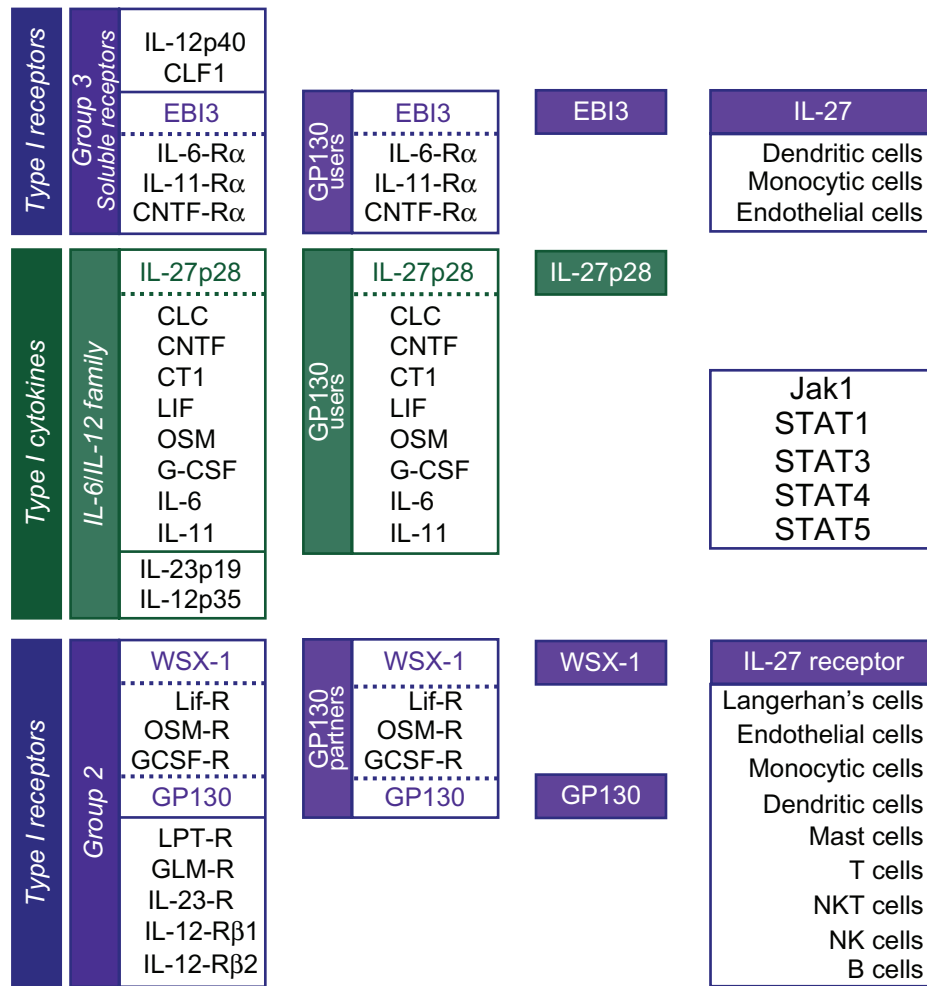 Type I receptors
Group 3
Soluble receptors
IL-12p40
CLF1
EBI3
IL-6-Rα
IL-11-Rα
CNTF-Rα
GP130
users
EBI3
IL-6-Rα
IL-11-Rα
CNTF-Rα
EBI3
IL-27
Dendritic cells
Monocytic cells
Endothelial cells
Type I cytokines
IL-6/IL-12 family
IL-27p28
CLC
CNTF
CT1
LIF
OSM
G-CSF
IL-6
IL-11
IL-23p19
IL-12p35
GP130
users
IL-27p28
CLC
CNTF
CT1
LIF
OSM
G-CSF
IL-6
IL-11
IL-27p28
Jak1
STAT1
STAT3
STAT4
STAT5
Type I receptors
Group 2
WSX-1
Lif-R
OSM-R
GCSF-R
GP130
LPT-R
GLM-R
IL-23-R
IL-12-Rβ1
IL-12-Rβ2
GP130
partners
WSX-1
Lif-R
OSM-R
GCSF-R
GP130
WSX-1
GP130
IL-27 receptor
Langerhan's cells
Endothelial cells
Monocytic cells
Dendritic cells
Mast cells
T cells
NKT cells
NK cells
B cells